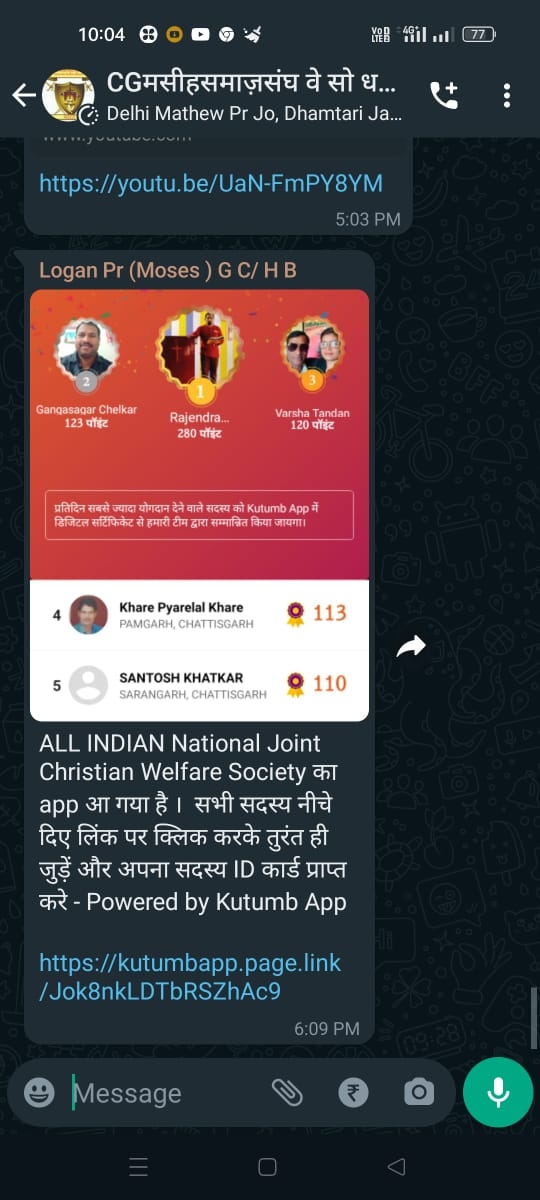 10:04
VoD LTED 4G+ 77
CGमसीहसमाज़संघ वे सो ध...
Delhi Mathew Pr Jo, Dhamtari Ja...
www.youtube.com
https://youtu.be/UaN-FmPY8YM
5:03 PM
Logan Pr (Moses ) G C/ H B
2
1
3
Gangasagar Chelkar
Rajendra...
Varsha Tandan
123 पॉइंट
280 पॉइंट
120 पॉइंट
प्रतिदिन सबसे ज्यादा योगदान देने वाले सदस्य को Kutumb App में
डिजिटल सर्टिफिकेट से हमारी टीम द्वारा सम्मानित किया जायगा।
4 Khare Pyarelal Khare 113
PAMGARH, CHATTISGARH
5 SANTOSH KHATKAR 110
SARANGARH, CHATTISGARH
ALL INDIAN National Joint
Christian Welfare Society का
app आ गया है । सभी सदस्य नीचे
दिए लिंक पर क्लिक करके तुरंत ही
जुड़ें और अपना सदस्य ID कार्ड प्राप्त
करे - Powered by Kutumb App
https://kutumbapp.page.link
/Jok8nkLDTbRSZhAc9
6:09 PM
Message